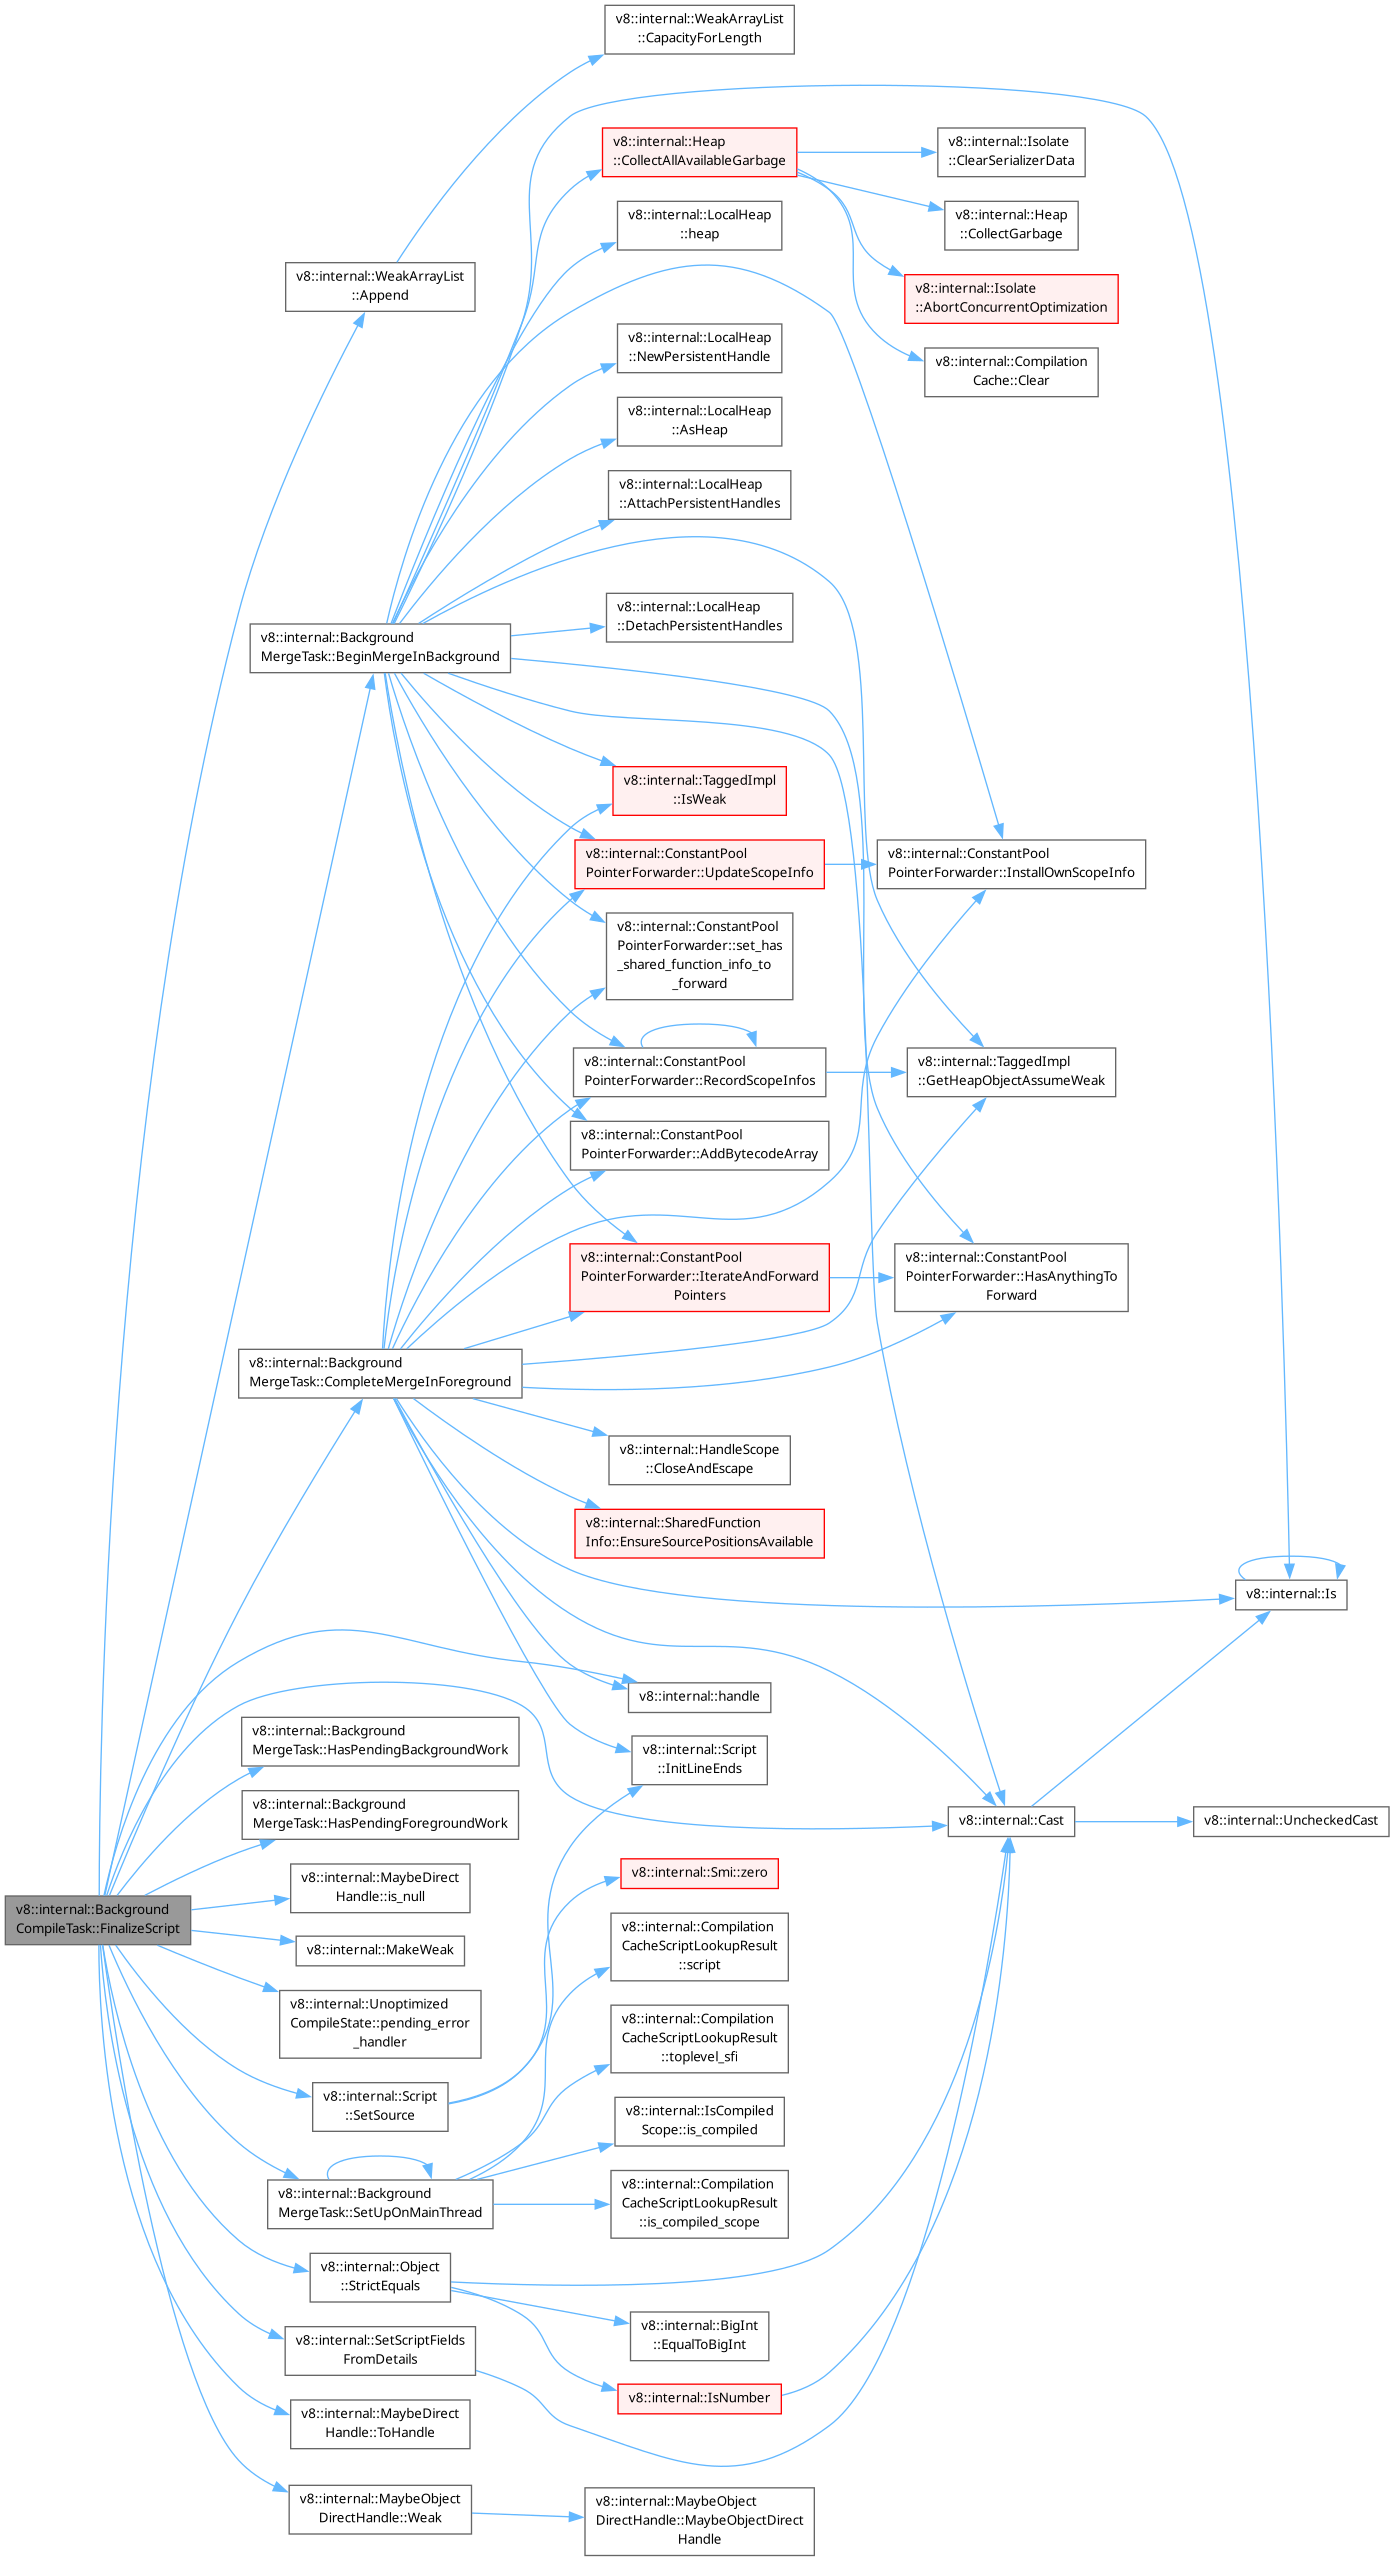 v8::internal::WeakArrayList
::CapacityForLength
v8::internal::Heap
::CollectAllAvailableGarbage
v8::internal::Isolate
::ClearSerializerData
v8::internal::LocalHeap
::heap
v8::internal::Heap
::CollectGarbage
v8::internal::WeakArrayList
::Append
v8::internal::Isolate
::AbortConcurrentOptimization
v8::internal::LocalHeap
::NewPersistentHandle
v8::internal::Compilation
Cache::Clear
v8::internal::LocalHeap
::AsHeap
v8::internal::LocalHeap
::AttachPersistentHandles
v8::internal::LocalHeap
::DetachPersistentHandles
v8::internal::Background
MergeTask::BeginMergeInBackground
v8::internal::TaggedImpl
::IsWeak
v8::internal::ConstantPool
PointerForwarder::UpdateScopeInfo
v8::internal::ConstantPool
PointerForwarder::InstallOwnScopeInfo
v8::internal::ConstantPool
PointerForwarder::set_has
_shared_function_info_to
_forward
v8::internal::ConstantPool
PointerForwarder::RecordScopeInfos
v8::internal::TaggedImpl
::GetHeapObjectAssumeWeak
v8::internal::ConstantPool
PointerForwarder::AddBytecodeArray
v8::internal::ConstantPool
PointerForwarder::IterateAndForward
Pointers
v8::internal::ConstantPool
PointerForwarder::HasAnythingTo
Forward
v8::internal::Background
MergeTask::CompleteMergeInForeground
v8::internal::HandleScope
::CloseAndEscape
v8::internal::SharedFunction
Info::EnsureSourcePositionsAvailable
v8::internal::Is
v8::internal::handle
v8::internal::Background
MergeTask::HasPendingBackgroundWork
v8::internal::Script
::InitLineEnds
v8::internal::Background
MergeTask::HasPendingForegroundWork
v8::internal::Cast
v8::internal::UncheckedCast
v8::internal::MaybeDirect
Handle::is_null
v8::internal::Smi::zero
v8::internal::Background
CompileTask::FinalizeScript
v8::internal::MakeWeak
v8::internal::Compilation
CacheScriptLookupResult
::script
v8::internal::Unoptimized
CompileState::pending_error
_handler
v8::internal::Compilation
CacheScriptLookupResult
::toplevel_sfi
v8::internal::Script
::SetSource
v8::internal::IsCompiled
Scope::is_compiled
v8::internal::Background
MergeTask::SetUpOnMainThread
v8::internal::Compilation
CacheScriptLookupResult
::is_compiled_scope
v8::internal::Object
::StrictEquals
v8::internal::BigInt
::EqualToBigInt
v8::internal::SetScriptFields
FromDetails
v8::internal::IsNumber
v8::internal::MaybeDirect
Handle::ToHandle
v8::internal::MaybeObject
DirectHandle::Weak
v8::internal::MaybeObject
DirectHandle::MaybeObjectDirect
Handle